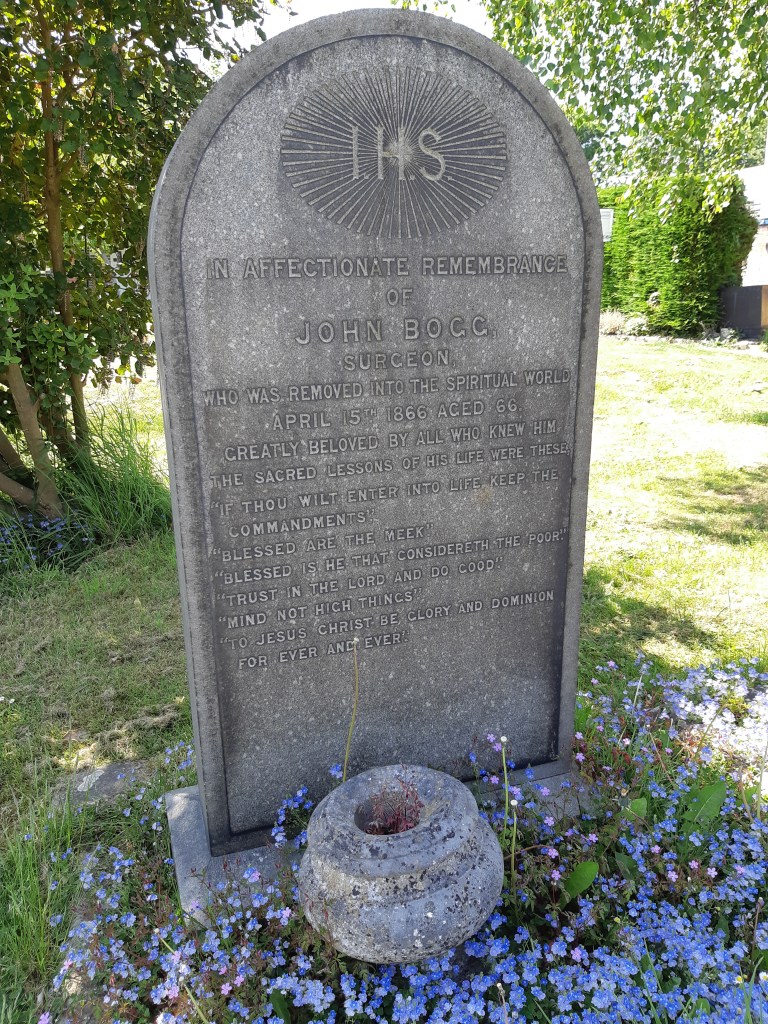 I.H.S.
IN AFFECTIONATE REMEMBRANCE
OF
JOHN BOGG,
SURGEON,
WHO WAS REMOVED INTO THE SPIRITUAL WORLD
APRIL 15TH 1866 AGED 66.
GREATLY BELOVED BY ALL WHO KNEW HIM.
THE SACRED LESSONS OF HIS LIFE WERE THESE,
"IF THOU WILT ENTER INTO LIFE KEEP THE
COMMANDMENTS".
"BLESSED ARE THE MEEK"
"BLESSED IS HE THAT CONSIDERETH THE POOR."
"TRUST IN THE LORD AND DO GOOD."
"MIND NOT HIGH THINGS".
"TO JESUS CHRIST BE GLORY AND DOMINION
FOR EVER AND EVER".